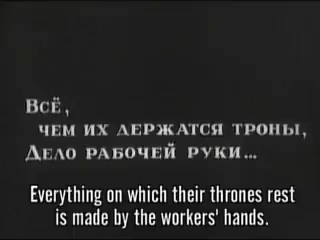 Всё,
чем их держатся троны,
Дело рабочей руки...
Everything on which their thrones rest
is made by the workers' hands.